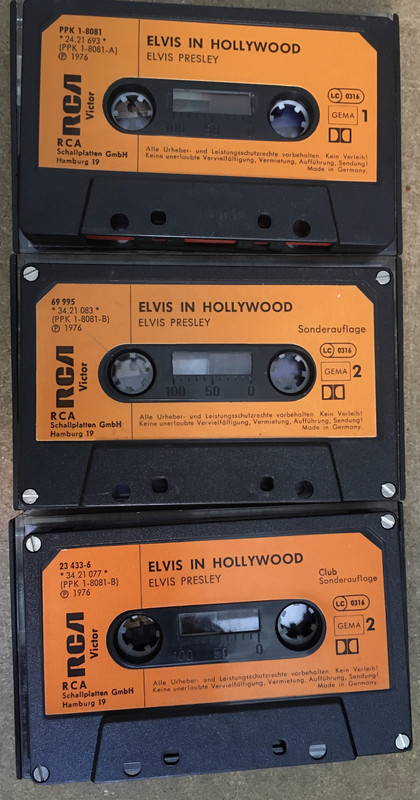 PPK 1-8081
* 24.21 693 *
(PPK 1-8081-A)
℗ 1976
ELVIS IN HOLLYWOOD
ELVIS PRESLEY
RCA
Victor
LC 0316
GEMA 1
RCA
Schallplatten GmbH
Hamburg 19
Alle Urheber- und Leistungsschutzrechte vorbehalten. Kein Verleih!
Keine unerlaubte Vervielfältigung, Vermietung, Aufführung, Sendung!
Made in Germany.
69 995
* 34.21 083 *
(PPK 1-8081-B)
℗ 1976
ELVIS IN HOLLYWOOD
ELVIS PRESLEY
Sonderauflage
RCA
Victor
LC 0316
GEMA 2
100 50 0
RCA
Schallplatten GmbH
Hamburg 19
Alle Urheber- und Leistungsschutzrechte vorbehalten. Kein Verleih!
Keine unerlaubte Vervielfältigung, Vermietung, Aufführung, Sendung!
Made in Germany.
23 433-6
* 34.21 077 *
(PPK 1-8081-B)
℗ 1976
ELVIS IN HOLLYWOOD
ELVIS PRESLEY
Club
Sonderauflage
RCA
Victor
LC 0316
GEMA 2
100 50 0
RCA
Schallplatten GmbH
Hamburg 19
Alle Urheber- und Leistungsschutzrechte vorbehalten. Kein Verleih!
Keine unerlaubte Vervielfältigung, Vermietung, Aufführung, Sendung!
Made in Germany.